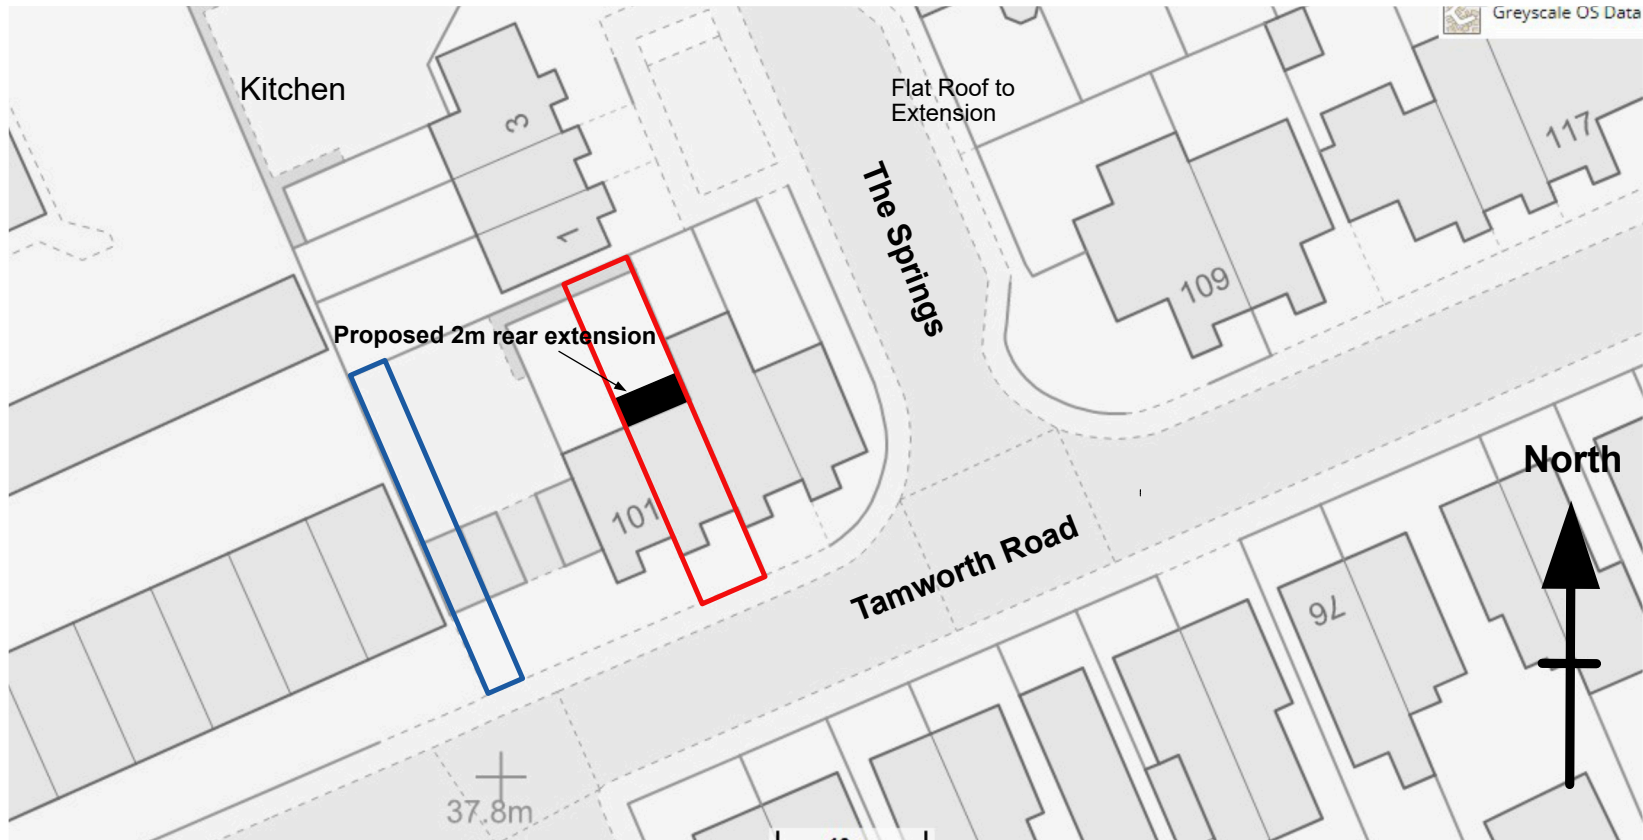 Greyscale OS Data
Kitchen
Flat Roof to
Extension
3
117
The Springs
1
109
Proposed 2m rear extension
North
101
Tamworth Road
76
37.8m